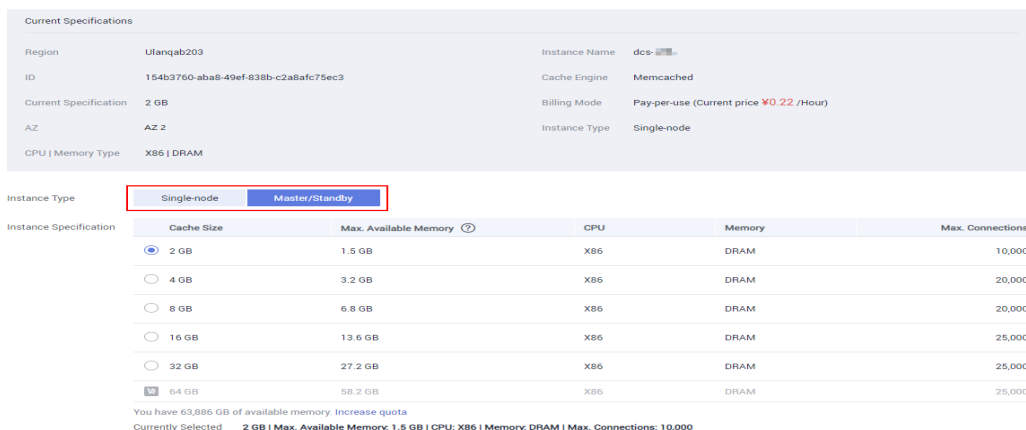 Current Specifications
Region Ulanqab203 Instance Name dcs-
ID 154b3760-aba8-49ef-838b-c2a8afc75ec3 Cache Engine Memcached
Current Specification 2 GB Billing Mode Pay-per-use (Current price ¥0.22 /Hour)
AZ AZ 2 Instance Type Single-node
CPU | Memory Type X86 | DRAM
Instance Type Single-node Master/Standby
Instance Specification Cache Size Max. Available Memory ? CPU Memory Max. Connections
2 GB 1.5 GB X86 DRAM 10,000
4 GB 3.2 GB X86 DRAM 20,000
8 GB 6.8 GB X86 DRAM 20,000
16 GB 13.6 GB X86 DRAM 25,000
32 GB 27.2 GB X86 DRAM 25,000
64 GB 58.2 GB X86 DRAM 25,000
You have 63,886 GB of available memory. Increase quota
Currently Selected 2 GB | Max. Available Memory: 1.5 GB | CPU: X86 | Memory: DRAM | Max. Connections: 10,000